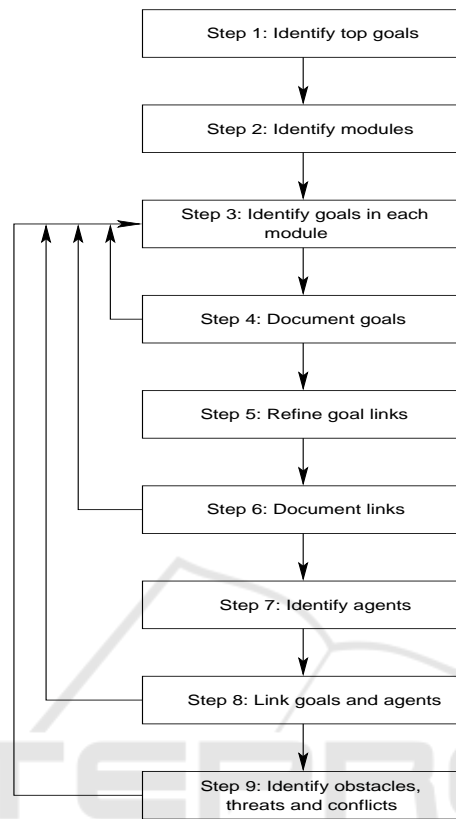 Step 1: Identify top goals
Step 2: Identify modules
Step 3: Identify goals in each
module
Step 4: Document goals
Step 5: Refine goal links
Step 6: Document links
Step 7: Identify agents
Step 8: Link goals and agents
Step 9: Identify obstacles,
threats and conflicts